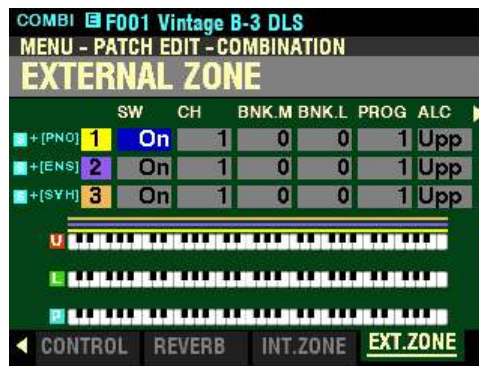 COMBI E F001 Vintage B-3 DLS
MENU - PATCH EDIT - COMBINATION
EXTERNAL ZONE
SW CH BNK.M BNK.L PROG ALC
S +[PNO] 1 On 1 0 0 1 Upp
S +[ENS] 2 On 1 0 0 1 Upp
S +[SYH] 3 On 1 0 0 1 Upp
U
L
P
CONTROL REVERB INT.ZONE EXT.ZONE